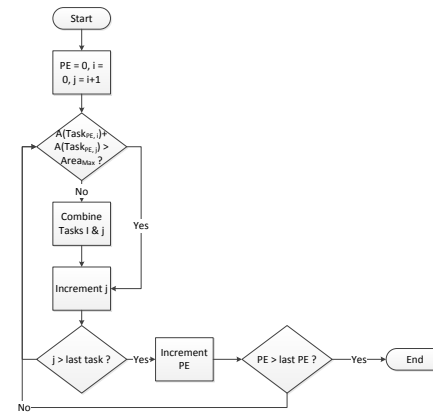 Start
PE = 0, i =
0, j = i+1
A(Task_PE, i)+
A(Task_PE, j) >
Area_Max ?
No
Combine
Tasks I & j
Yes
Increment j
j > last task ?
Yes
Increment
PE
PE > last PE ?
Yes
End
No